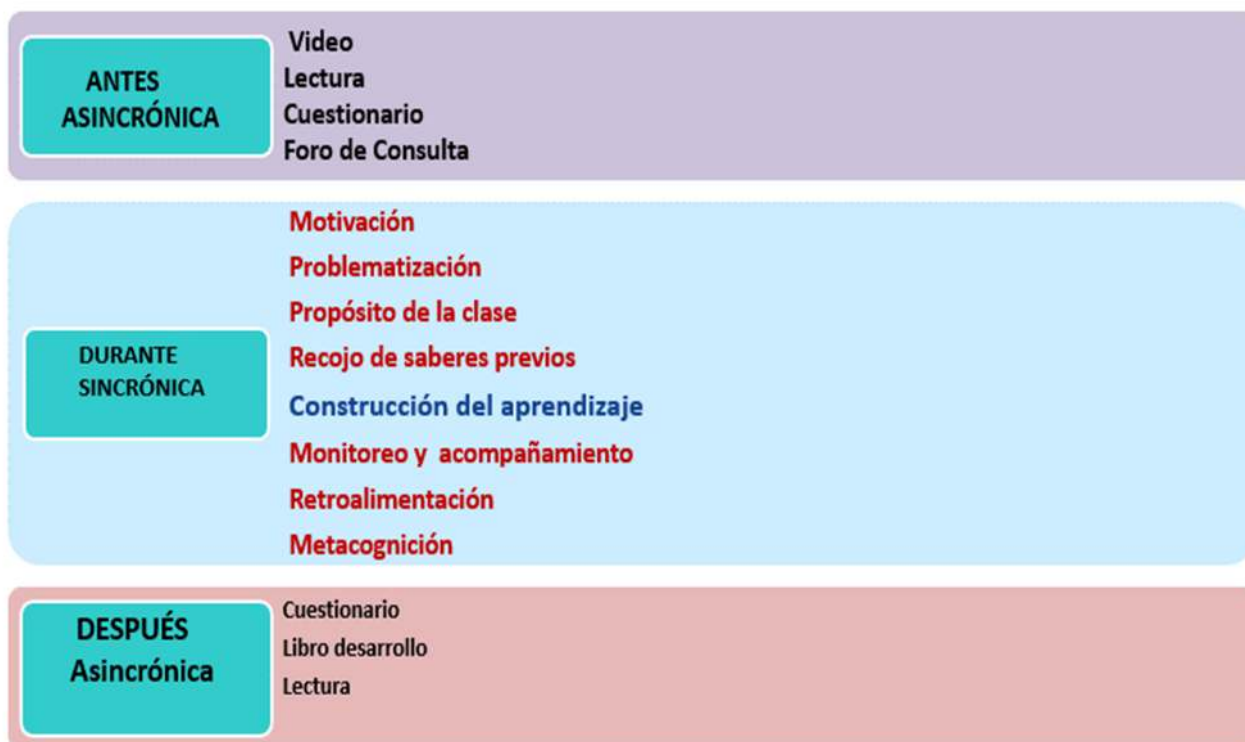 ANTES
ASINCRÓNICA
Video
Lectura
Cuestionario
Foro de Consulta
DURANTE
SINCRÓNICA
Motivación
Problematización
Propósito de la clase
Recojo de saberes previos
Construcción del aprendizaje
Monitoreo y acompañamiento
Retroalimentación
Metacognición
DESPUÉS
Asincrónica
Cuestionario
Libro desarrollo
Lectura